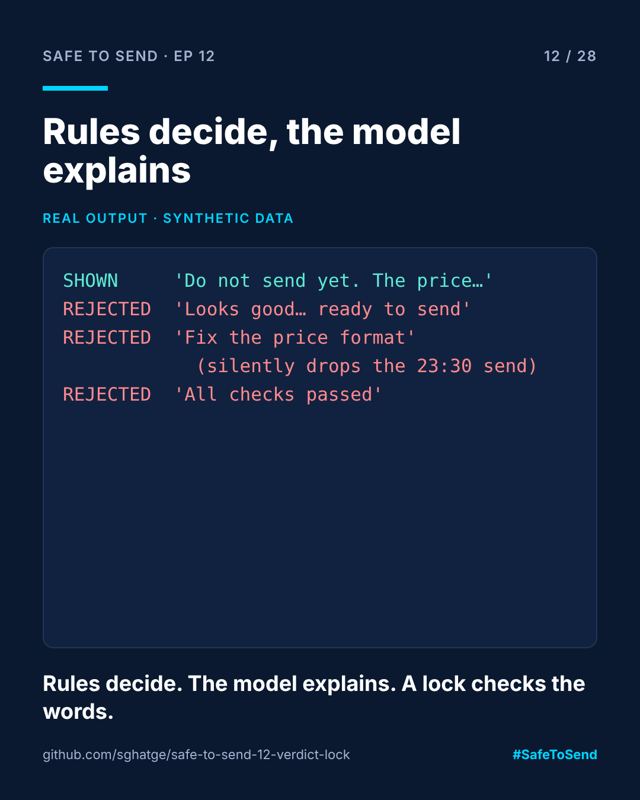 SAFE TO SEND · EP 12
12 / 28
Rules decide, the model
explains
REAL OUTPUT · SYNTHETIC DATA
SHOWN 'Do not send yet. The price…'
REJECTED 'Looks good… ready to send'
REJECTED 'Fix the price format'
(silently drops the 23:30 send)
REJECTED 'All checks passed'
Rules decide. The model explains. A lock checks the
words.
github.com/sghatge/safe-to-send-12-verdict-lock
#SafeToSend